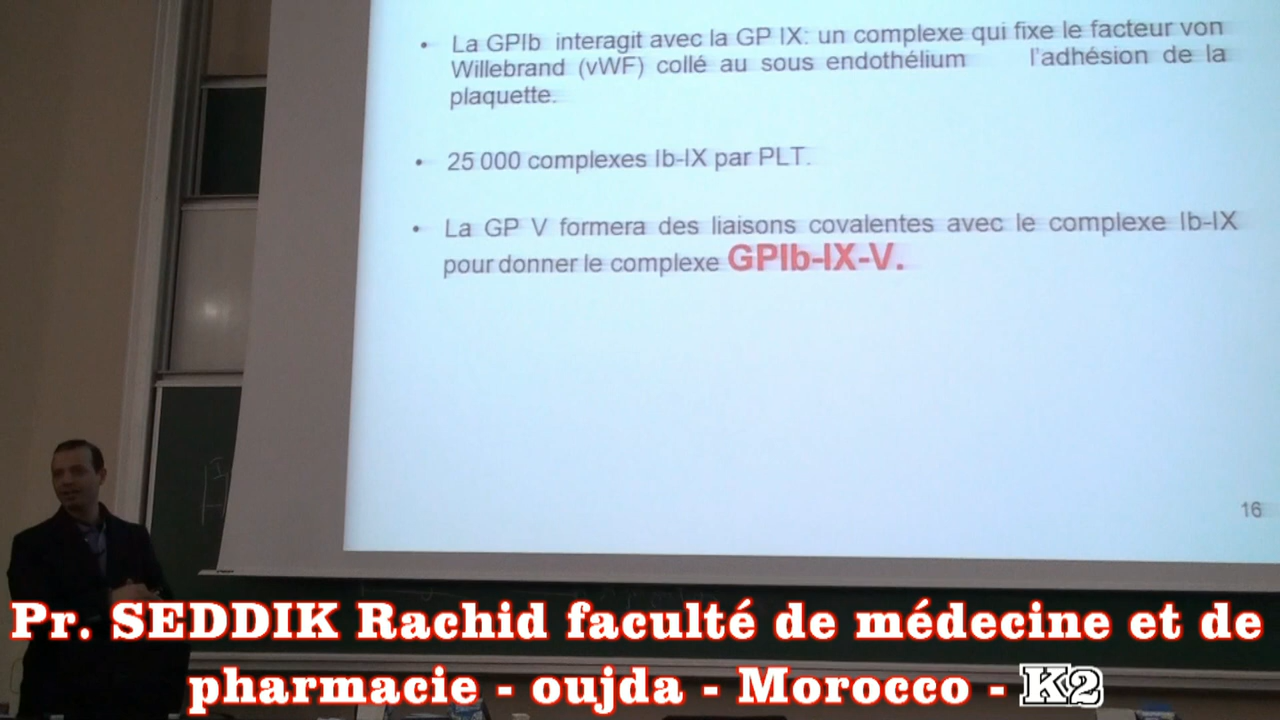 • La GPIb interagit avec la GP IX: un complexe qui fixe le facteur von
Willebrand (vWF) collé au sous endothélium l'adhésion de la
plaquette.
• 25 000 complexes Ib-IX par PLT.
• La GP V formera des liaisons covalentes avec le complexe Ib-IX
pour donner le complexe GPIb-IX-V.
16
Pr. SEDDIK Rachid faculté de médecine et de
pharmacie - oujda - Morocco - K2